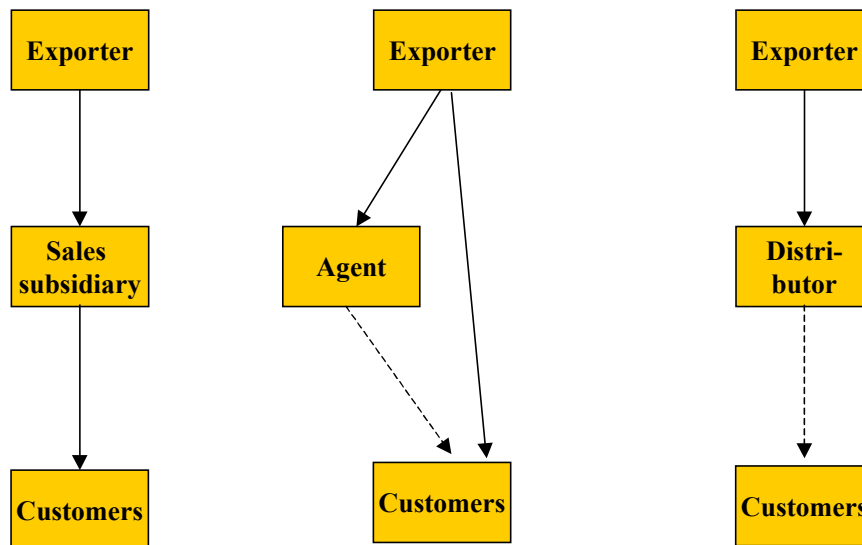 Exporter
Exporter
Exporter
Sales
subsidiary
Agent
Distri-
butor
Customers
Customers
Customers